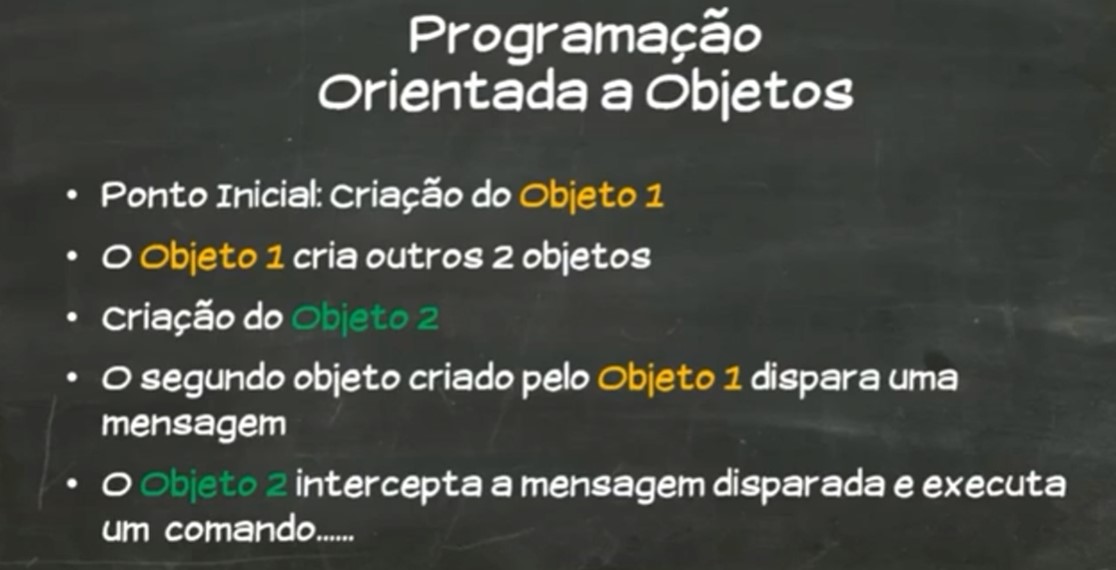 Programação
Orientada a Objetos
• Ponto Inicial: Criação do Objeto 1
• O Objeto 1 cria outros 2 objetos
• Criação do Objeto 2
• O segundo objeto criado pelo Objeto 1 dispara uma
mensagem
• O Objeto 2 intercepta a mensagem disparada e executa
um comando......